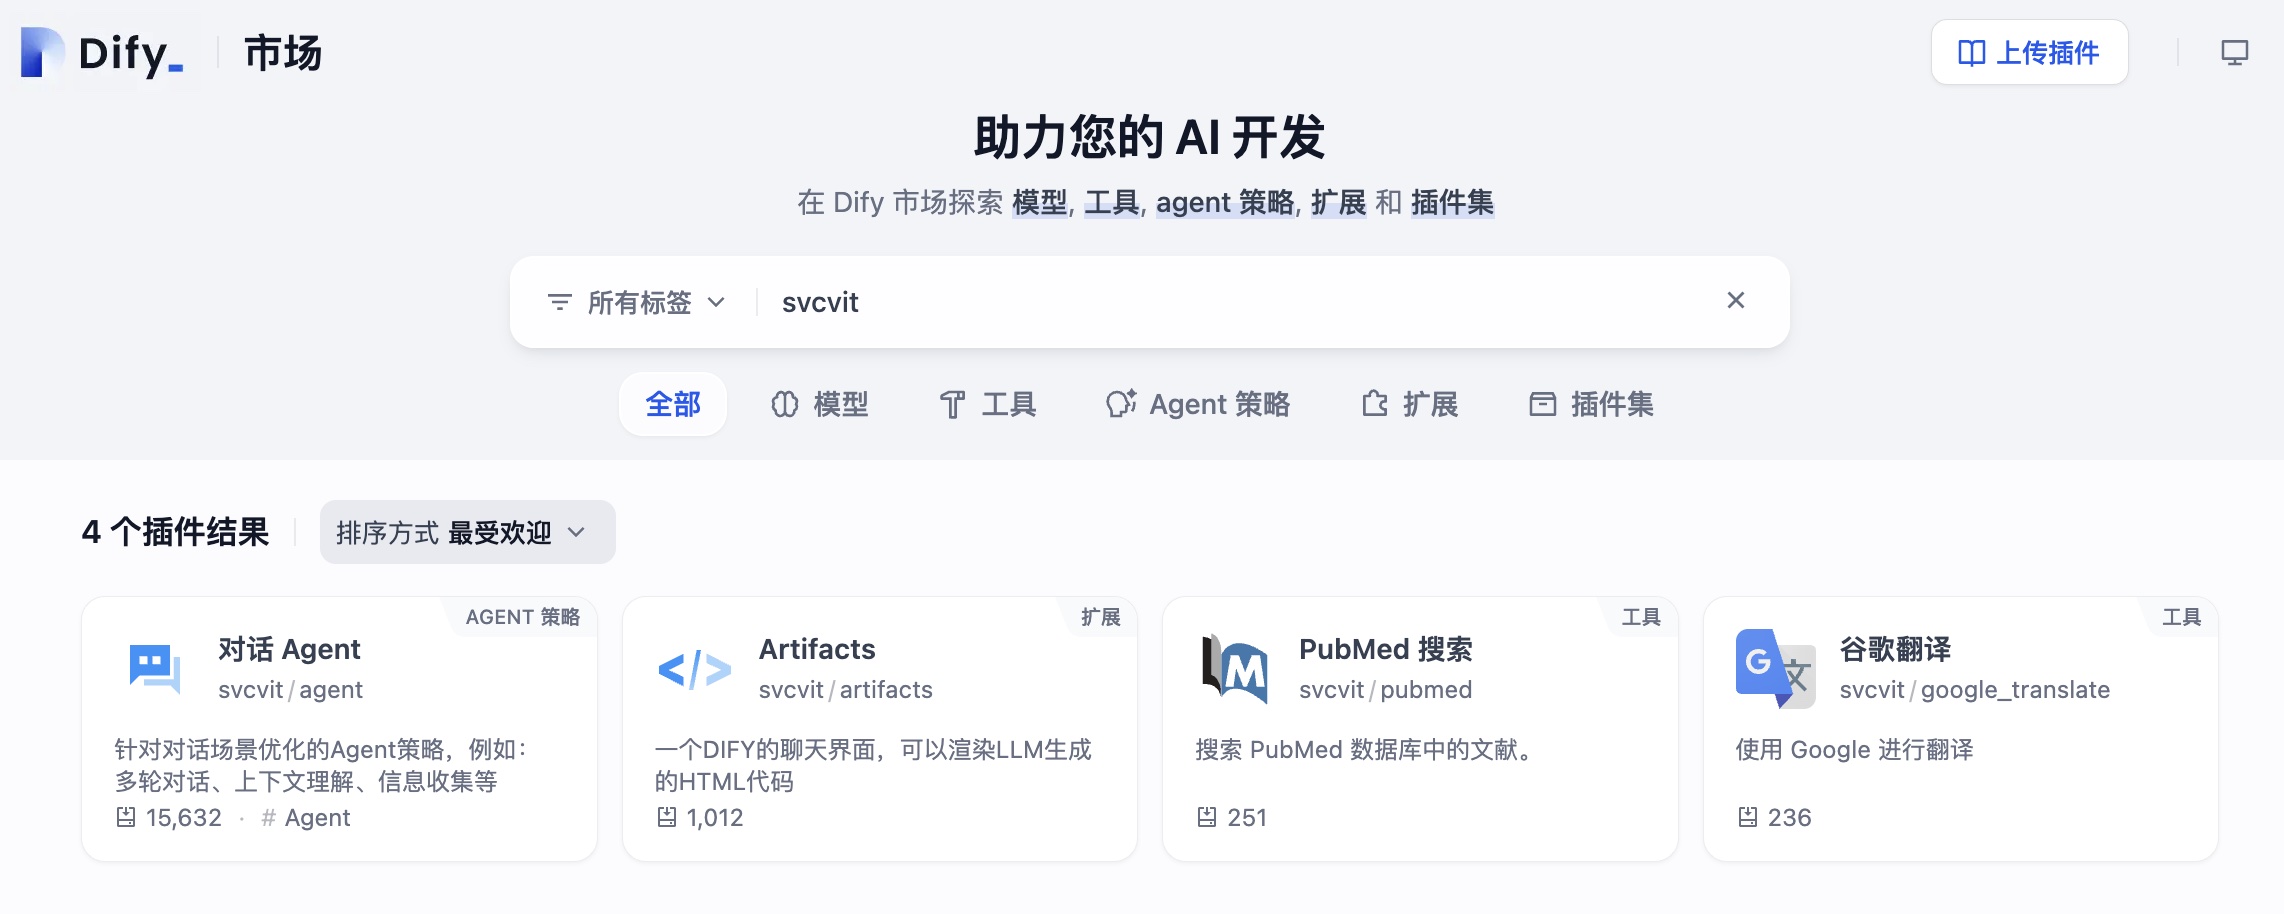 Dify_ 市场
上传插件
助力您的 AI 开发
在 Dify 市场探索 模型, 工具, agent 策略, 扩展 和 插件集
所有标签 svcvit
全部 模型 工具 Agent 策略 扩展 插件集
4 个插件结果 排序方式 最受欢迎
AGENT 策略
对话 Agent
svcvit/agent
针对对话场景优化的Agent策略，例如：
多轮对话、上下文理解、信息收集等
15,632 · # Agent
扩展
Artifacts
svcvit/artifacts
一个DIFY的聊天界面，可以渲染LLM生成
的HTML代码
1,012
工具
PubMed 搜索
svcvit/pubmed
搜索 PubMed 数据库中的文献。
251
工具
谷歌翻译
svcvit/google_translate
使用 Google 进行翻译
236